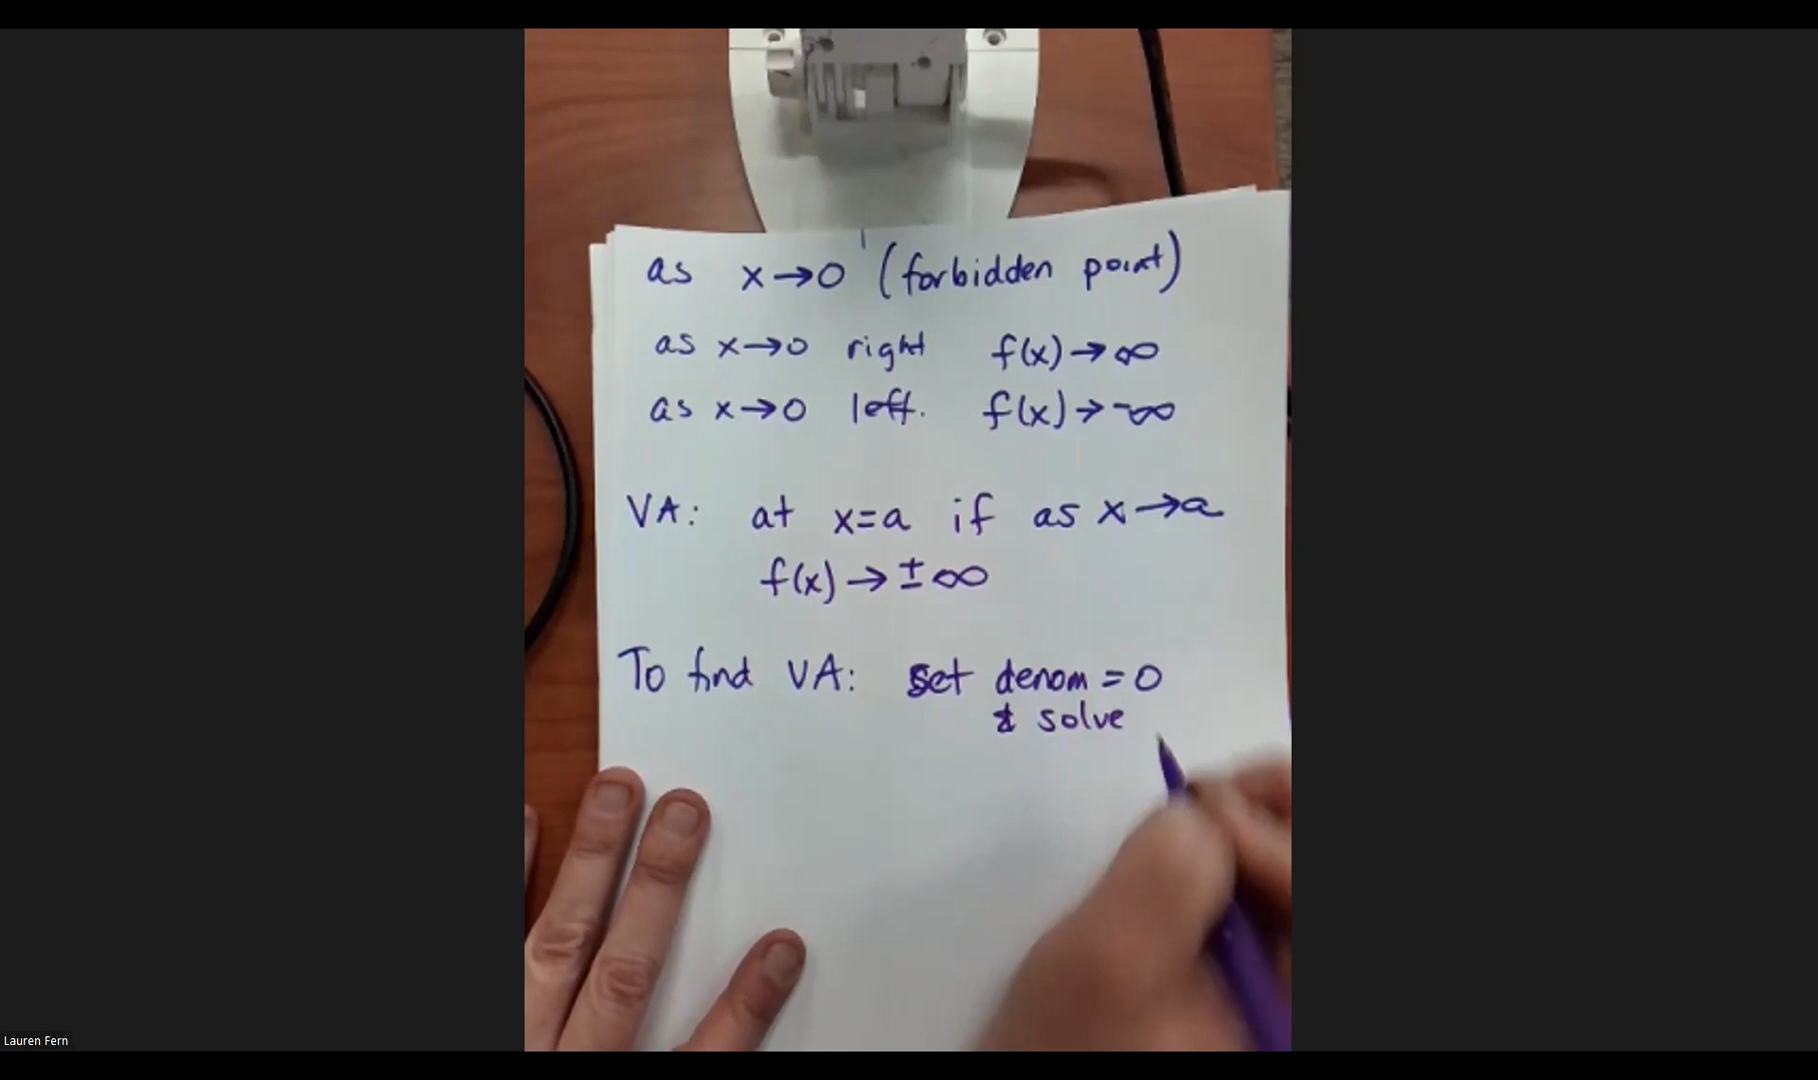 as x→0 (forbidden point)
as x→0 right f(x)→∞
as x→0 left. f(x)→-∞
VA: at x=a if as x→a
f(x)→±∞
To find VA: set denom=0
& solve
Lauren Fern